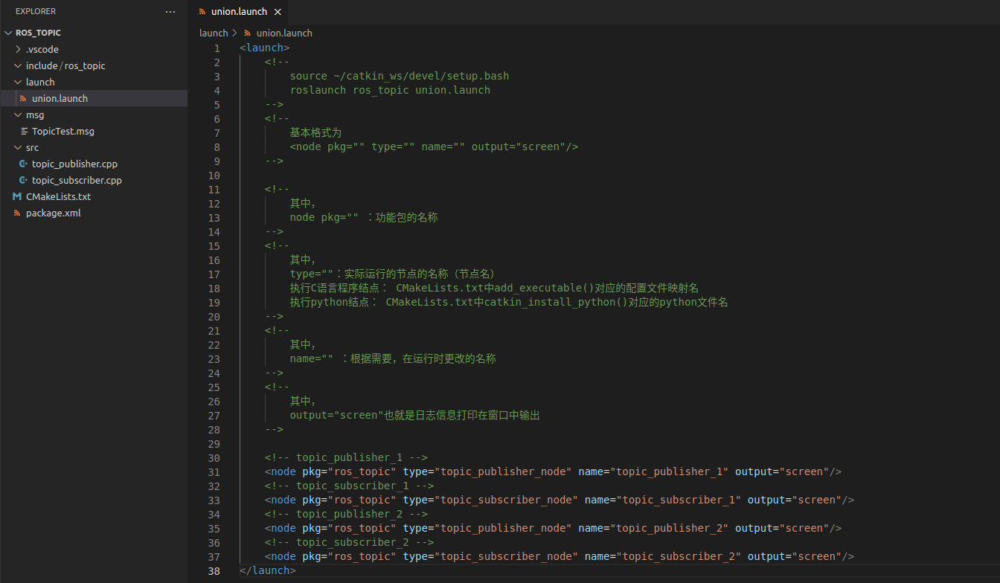 EXPLORER
ROS_TOPIC
.vscode
include/ros_topic
launch
union.launch
msg
TopicTest.msg
src
topic_publisher.cpp
topic_subscriber.cpp
CMakeLists.txt
package.xml
union.launch
launch > union.launch
1 <launch>
2 <!--
3 source ~/catkin_ws/devel/setup.bash
4 roslaunch ros_topic union.launch
5 -->
6 <!--
7 基本格式为
8 <node pkg="" type="" name="" output="screen"/>
9 -->
10
11 <!--
12 其中，
13 node pkg="" ：功能包的名称
14 -->
15 <!--
16 其中，
17 type=""：实际运行的节点的名称（节点名）
18 执行C语言程序结点： CMakeLists.txt中add_executable()对应的配置文件映射名
19 执行python结点： CMakeLists.txt中catkin_install_python()对应的python文件名
20 -->
21 <!--
22 其中，
23 name="" ：根据需要，在运行时更改的名称
24 -->
25 <!--
26 其中，
27 output="screen"也就是日志信息打印在窗口中输出
28 -->
29
30 <!-- topic_publisher_1 -->
31 <node pkg="ros_topic" type="topic_publisher_node" name="topic_publisher_1" output="screen"/>
32 <!-- topic_subscriber_1 -->
33 <node pkg="ros_topic" type="topic_subscriber_node" name="topic_subscriber_1" output="screen"/>
34 <!-- topic_publisher_2 -->
35 <node pkg="ros_topic" type="topic_publisher_node" name="topic_publisher_2" output="screen"/>
36 <!-- topic_subscriber_2 -->
37 <node pkg="ros_topic" type="topic_subscriber_node" name="topic_subscriber_2" output="screen"/>
38 </launch>